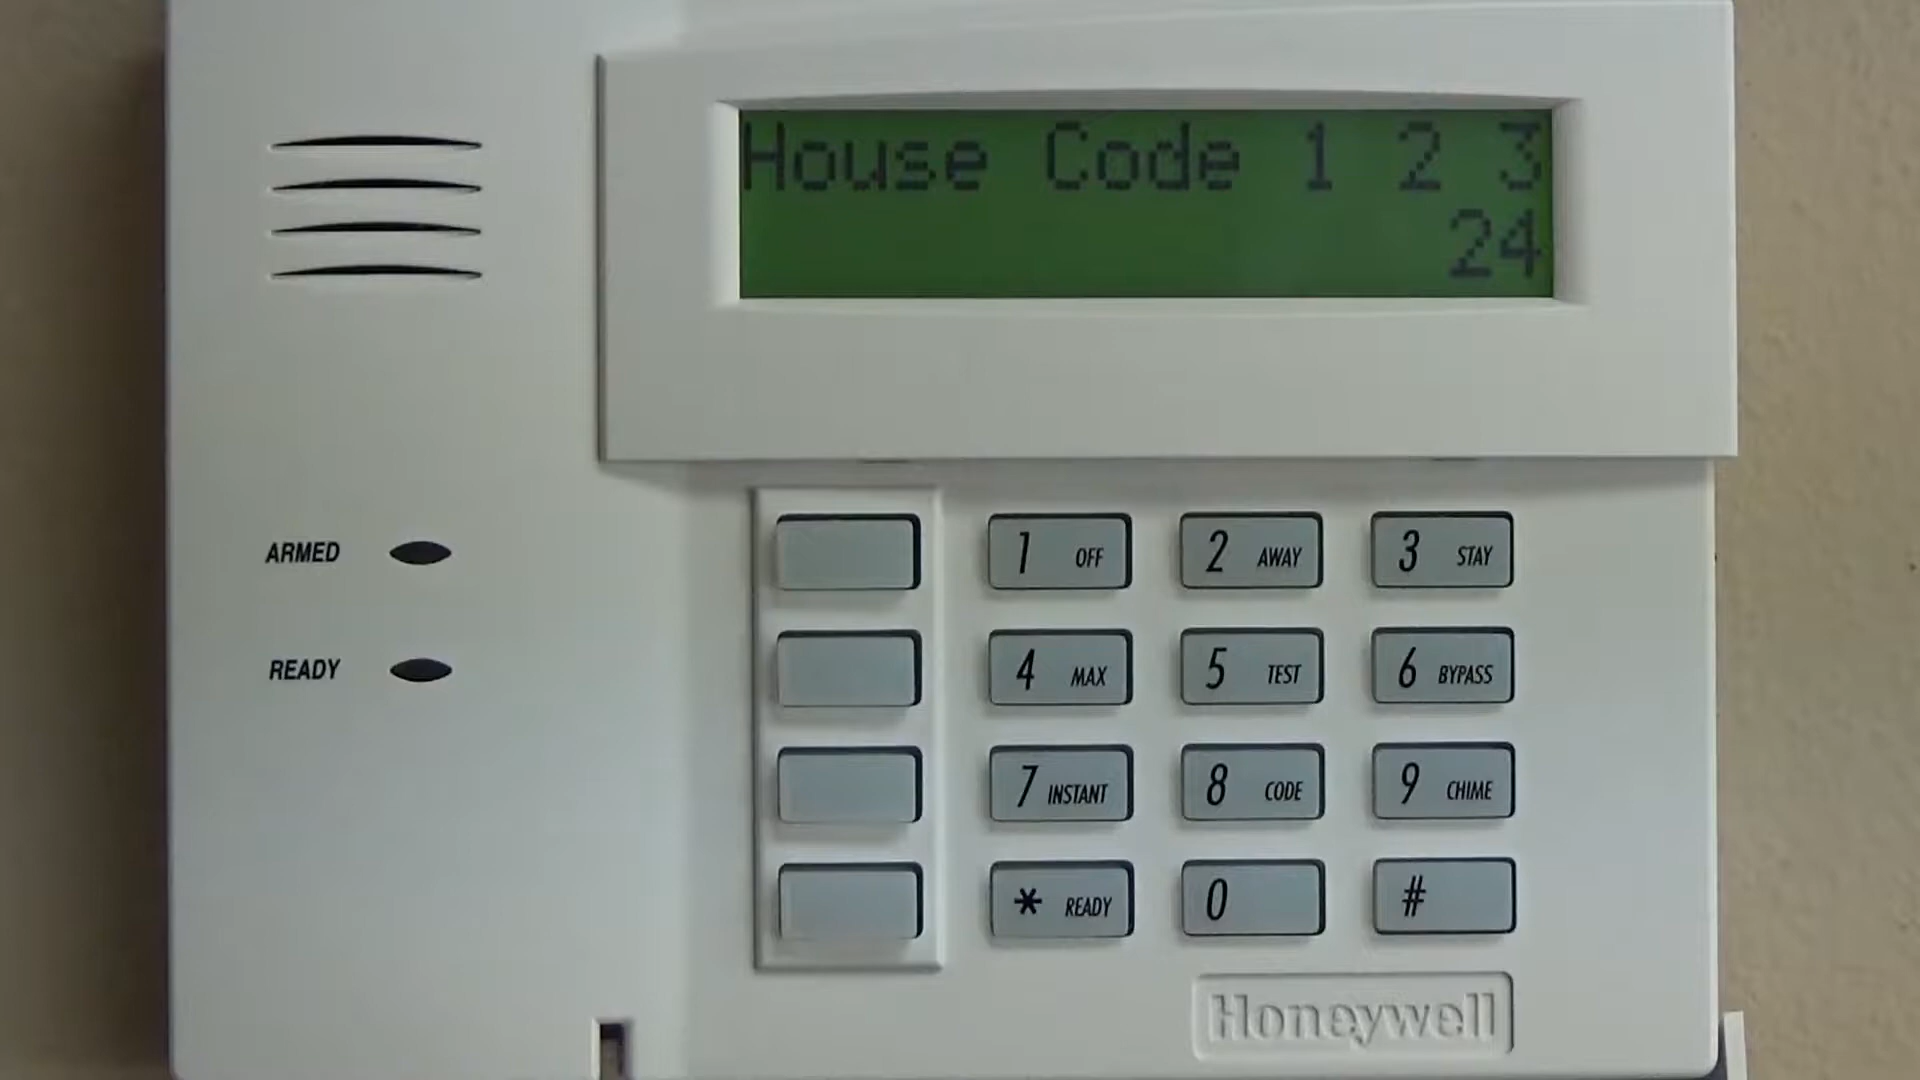 House Code 1 2 3
24
ARMED
READY
1 OFF
2 AWAY
3 STAY
4 MAX
5 TEST
6 BYPASS
7 INSTANT
8 CODE
9 CHIME
* READY
0
#
Honeywell